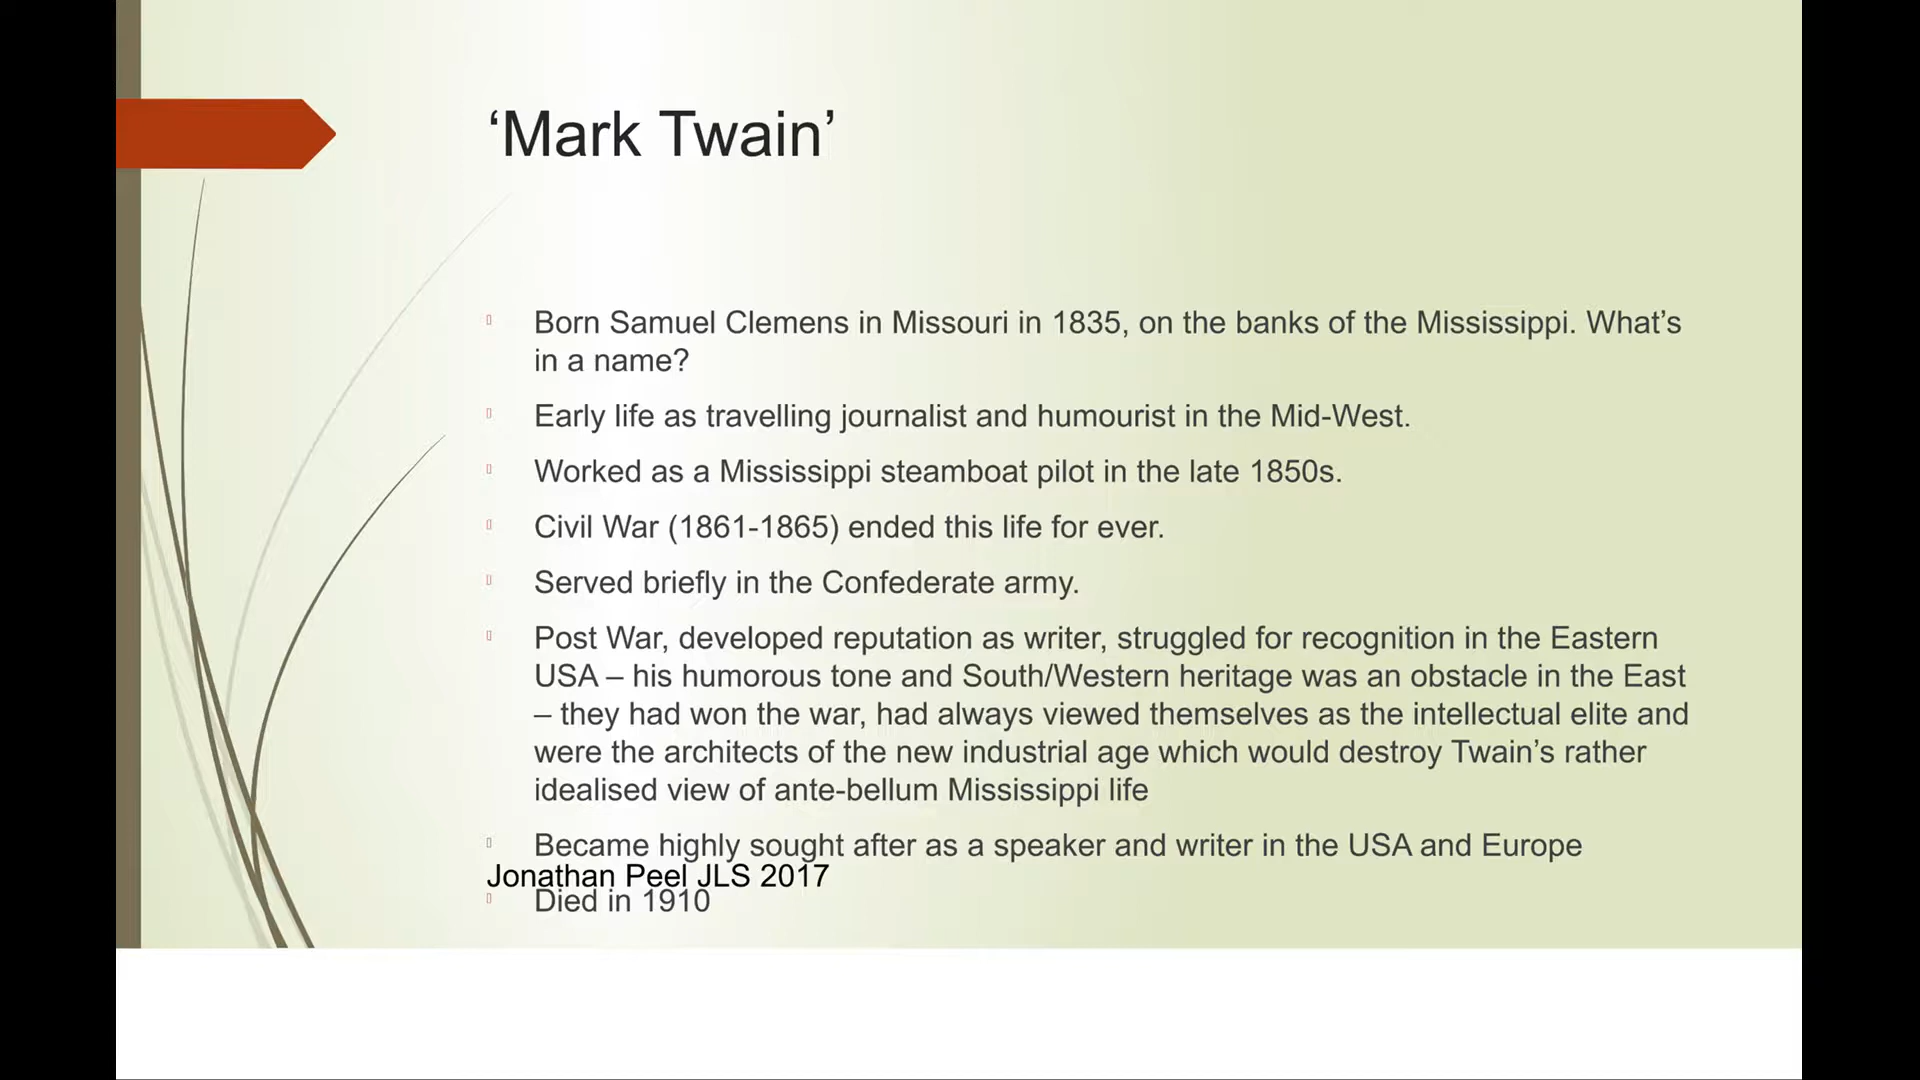 ‘Mark Twain’
Born Samuel Clemens in Missouri in 1835, on the banks of the Mississippi. What’s
in a name?
Early life as travelling journalist and humourist in the Mid-West.
Worked as a Mississippi steamboat pilot in the late 1850s.
Civil War (1861-1865) ended this life for ever.
Served briefly in the Confederate army.
Post War, developed reputation as writer, struggled for recognition in the Eastern
USA – his humorous tone and South/Western heritage was an obstacle in the East
– they had won the war, had always viewed themselves as the intellectual elite and
were the architects of the new industrial age which would destroy Twain’s rather
idealised view of ante-bellum Mississippi life
Became highly sought after as a speaker and writer in the USA and Europe
Jonathan Peel JLS 2017
Died in 1910